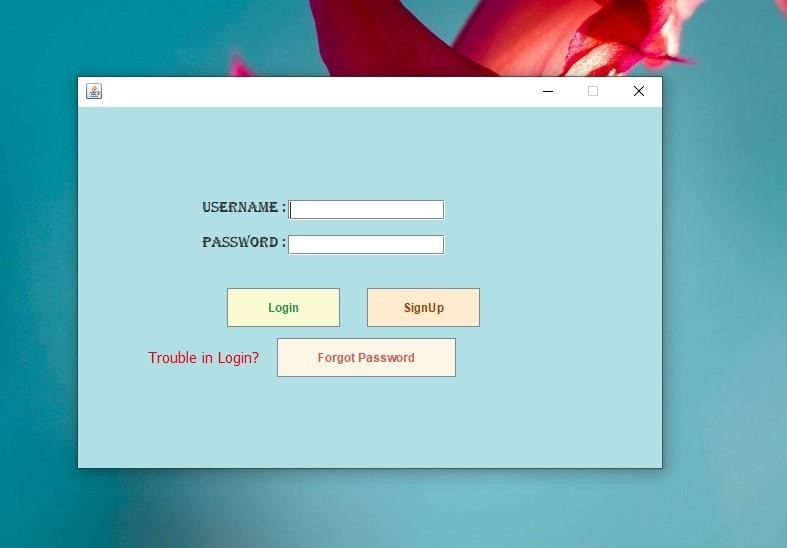 USERNAME :
PASSWORD :
Login SignUp
Trouble in Login? Forgot Password